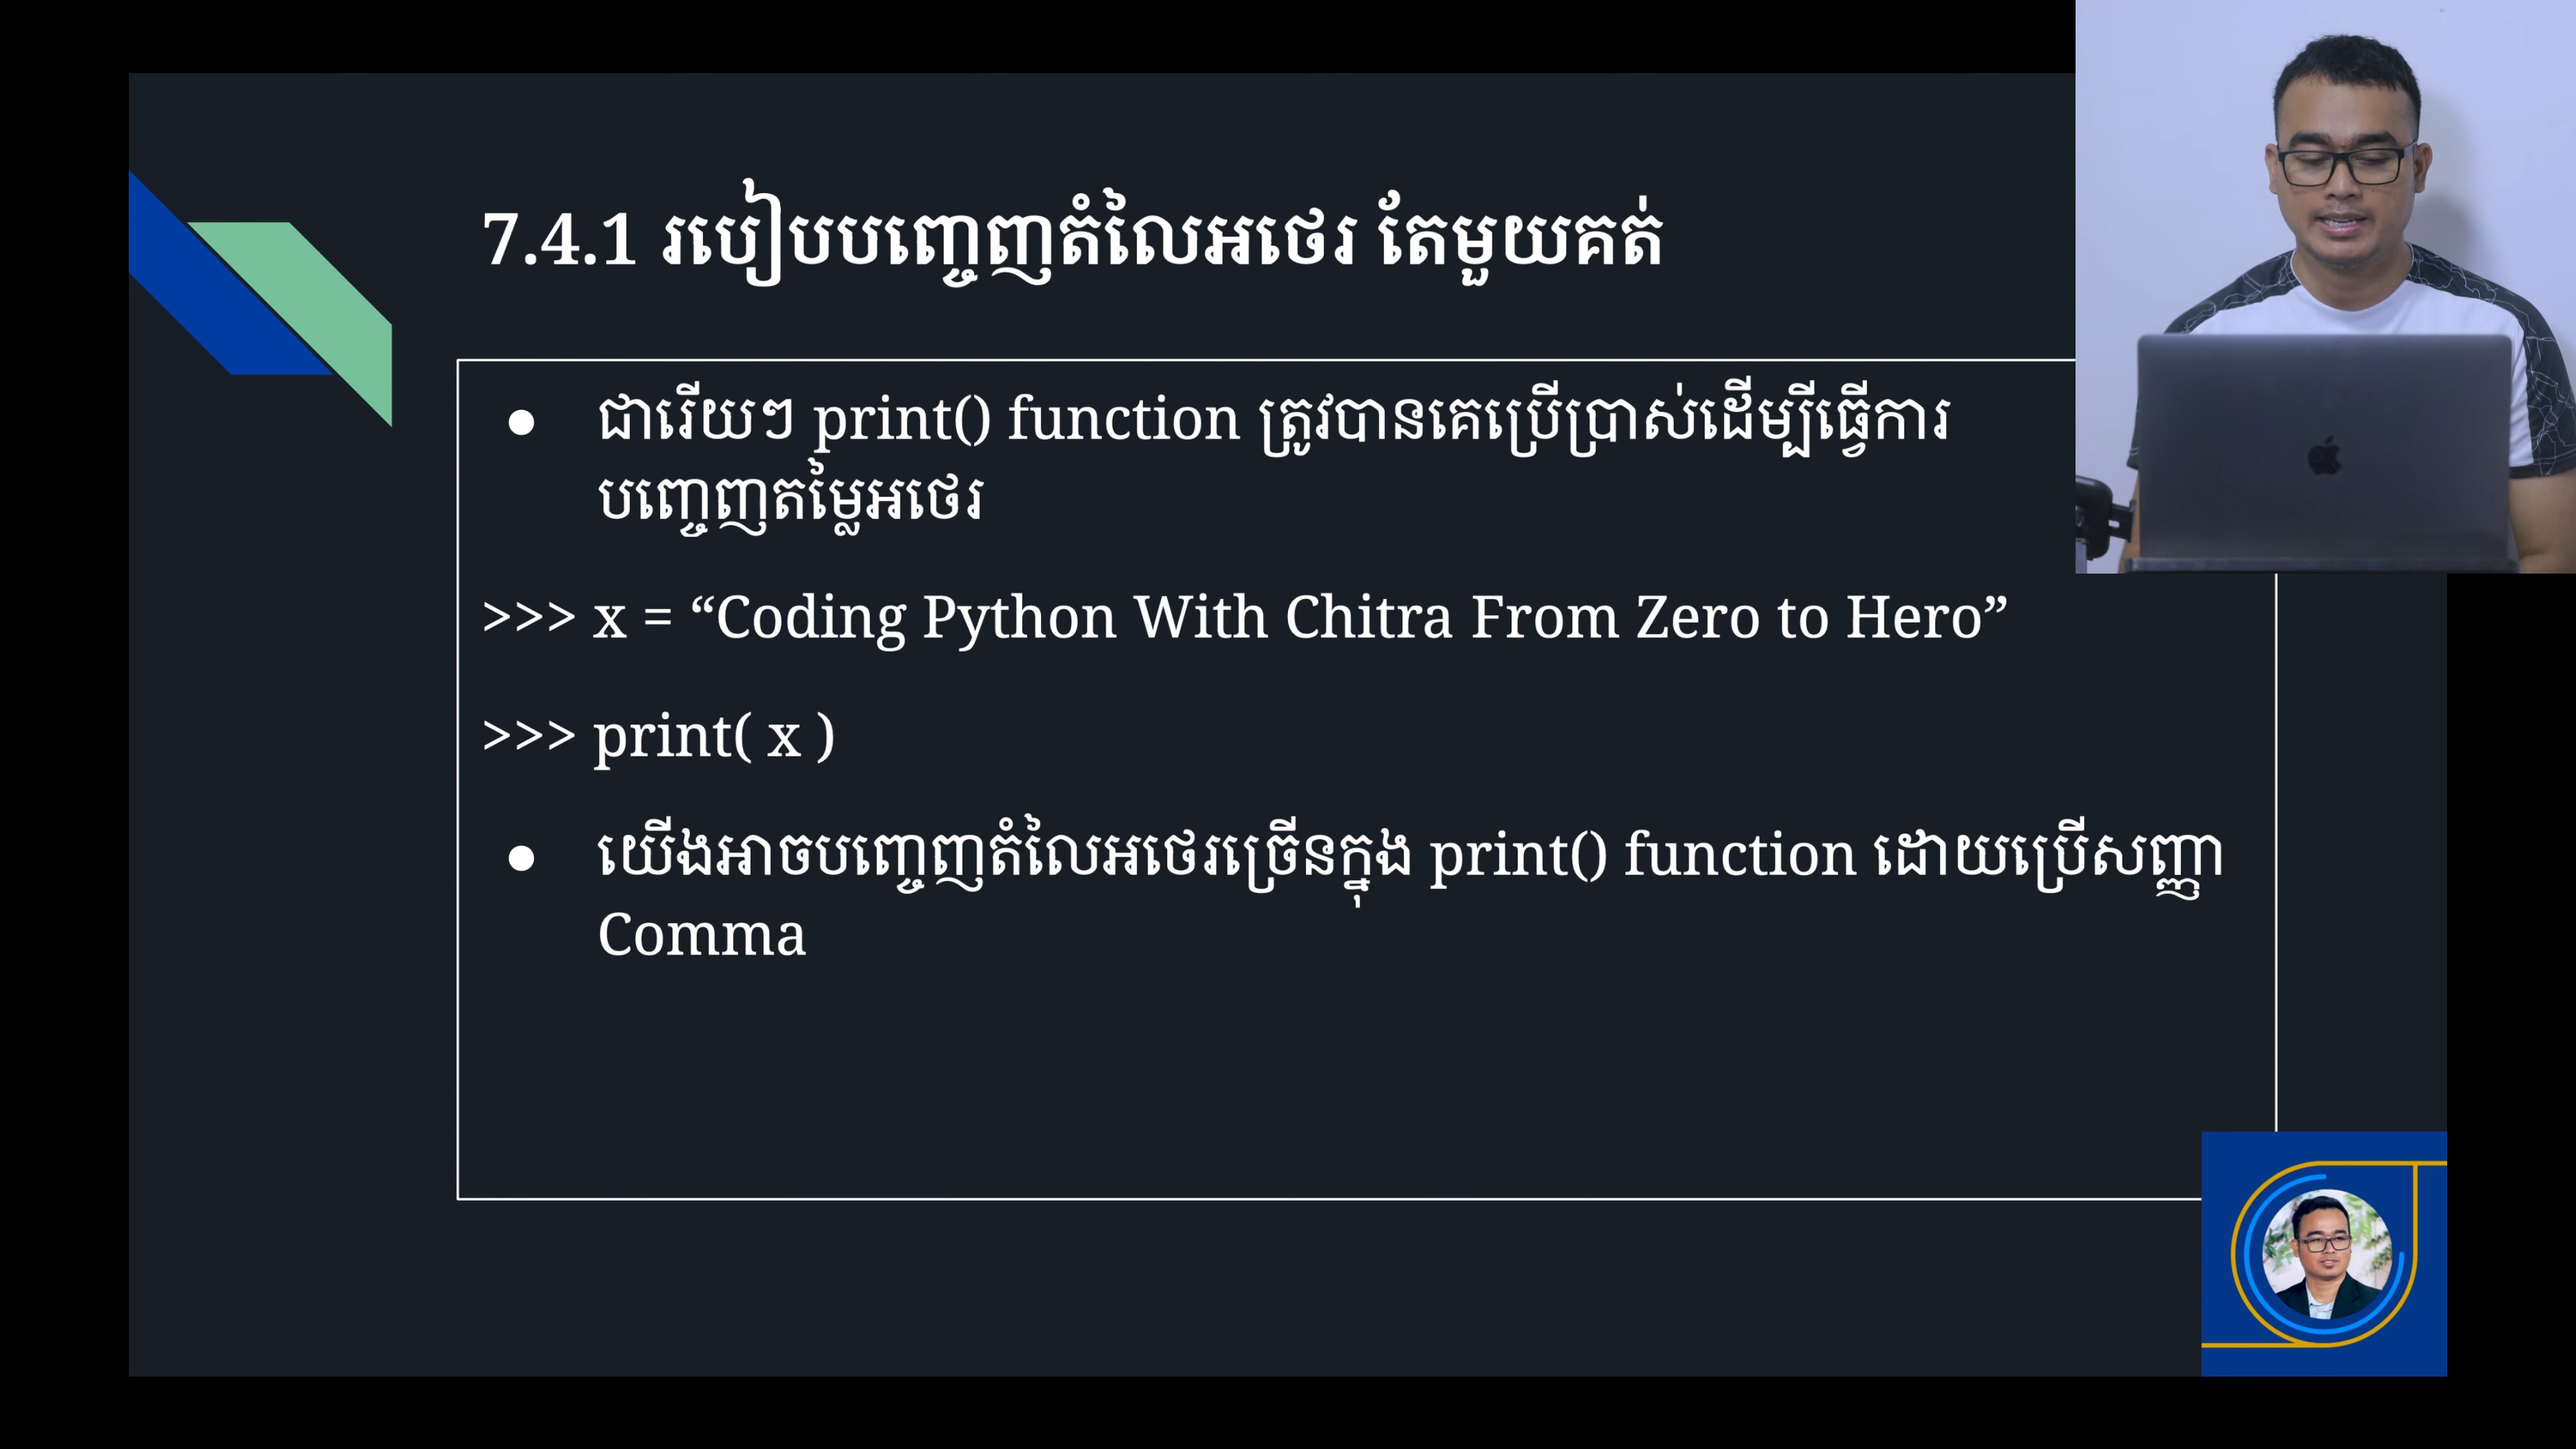 7.4.1 របៀបបញ្ចេញតំលៃអថេរ តែមួយគត់
● ជារើយៗ print() function ត្រូវបានគេប្រើប្រាស់ដើម្បីធ្វើការ
បញ្ចេញតម្លៃអថេរ
>>> x = “Coding Python With Chitra From Zero to Hero”
>>> print( x )
● យើងអាចបញ្ចេញតំលៃអថេរច្រើនក្នុង print() function ដោយប្រើសញ្ញា
Comma